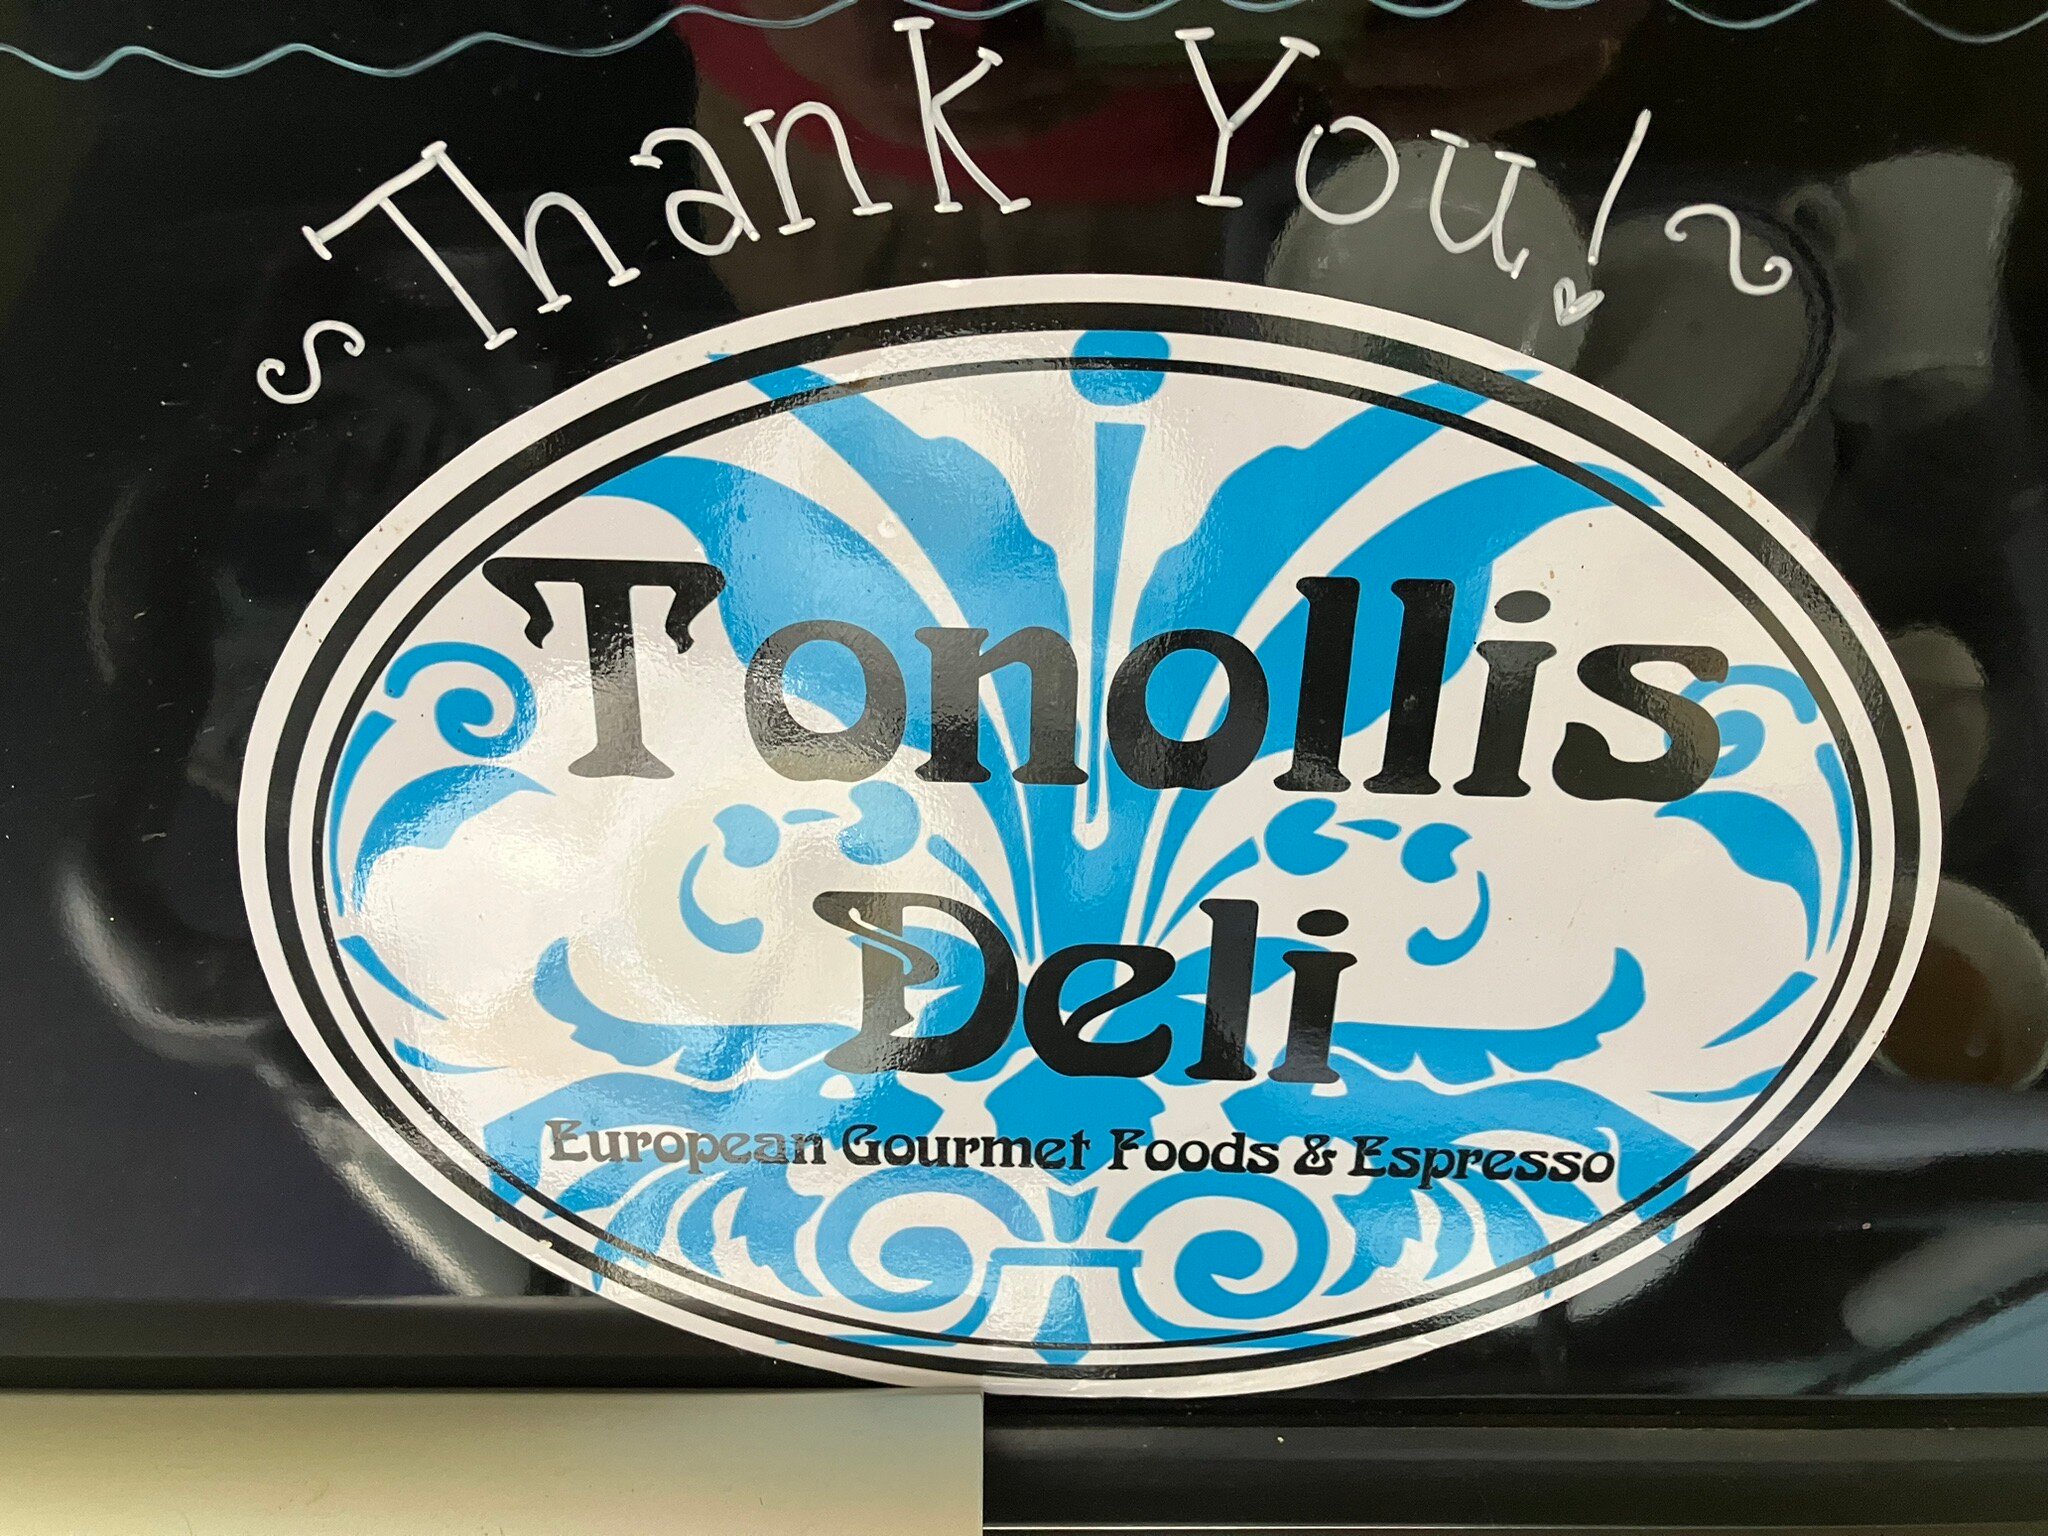 Thank You!
Tonollis
Deli
European Gourmet Foods & Espresso